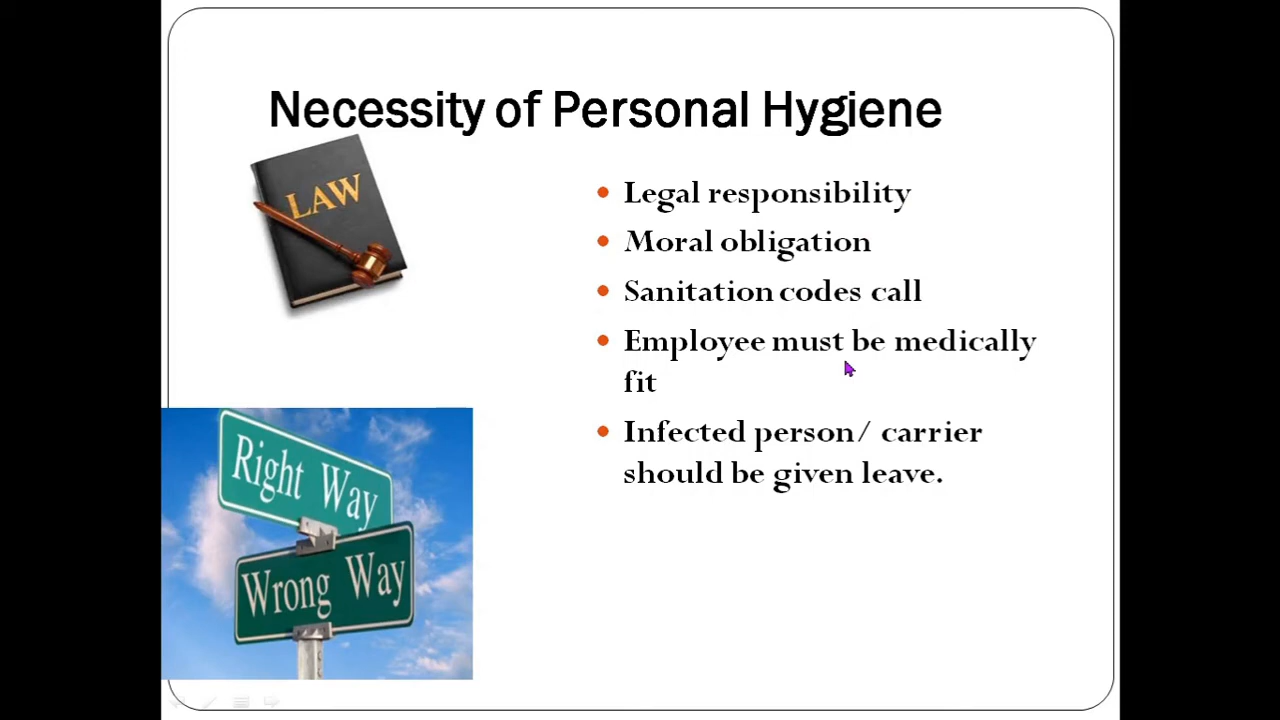 Necessity of Personal Hygiene
LAW
• Legal responsibility
• Moral obligation
• Sanitation codes call
• Employee must be medically
fit
• Infected person/ carrier
should be given leave.
Right Way
Wrong Way